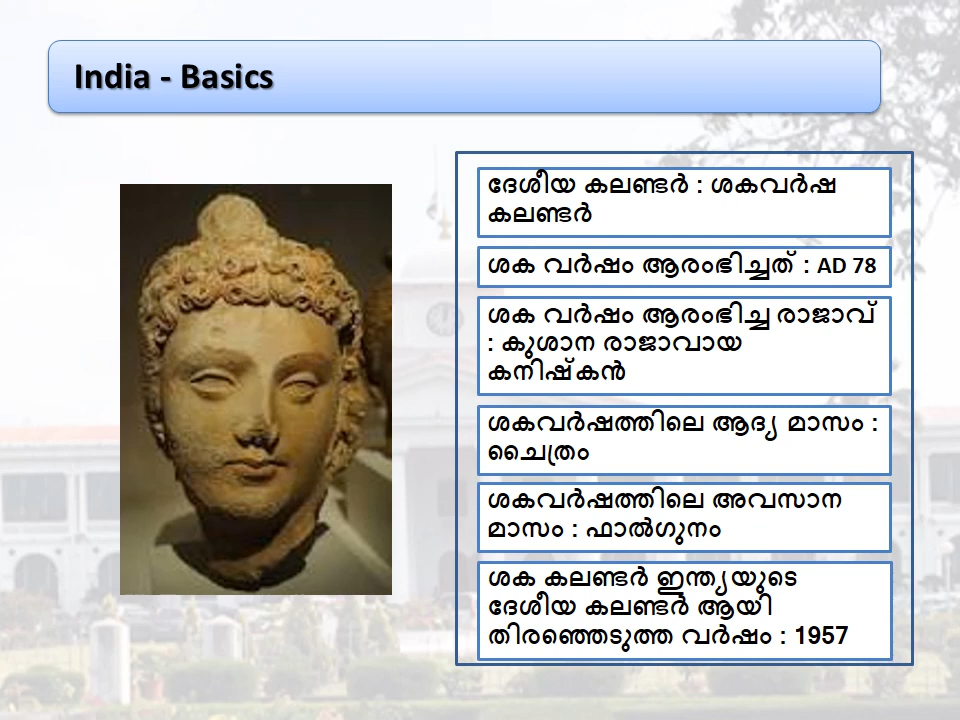 India - Basics
ദേശീയ കലണ്ടർ : ശകവർഷ
കലണ്ടർ
ശക വർഷം ആരംഭിച്ചത് : AD 78
ശക വർഷം ആരംഭിച്ച രാജാവ്
: കുശാന രാജാവായ
കനിഷ്കൻ
ശകവർഷത്തിലെ ആദ്യ മാസം :
ചൈത്രം
ശകവർഷത്തിലെ അവസാന
മാസം : ഫാൽഗുനം
ശക കലണ്ടർ ഇന്ത്യയുടെ
ദേശീയ കലണ്ടർ ആയി
തിരഞ്ഞെടുത്ത വർഷം : 1957